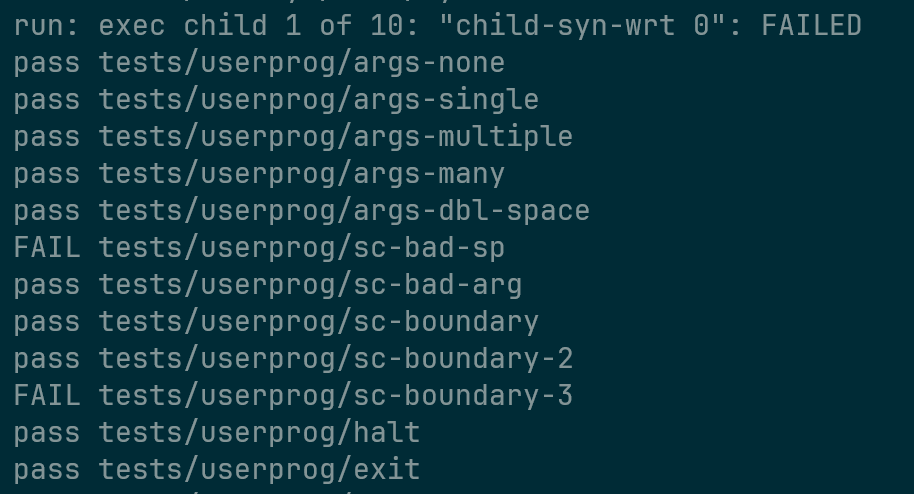 run: exec child 1 of 10: "child-syn-wrt 0": FAILED
pass tests/userprog/args-none
pass tests/userprog/args-single
pass tests/userprog/args-multiple
pass tests/userprog/args-many
pass tests/userprog/args-dbl-space
FAIL tests/userprog/sc-bad-sp
pass tests/userprog/sc-bad-arg
pass tests/userprog/sc-boundary
pass tests/userprog/sc-boundary-2
FAIL tests/userprog/sc-boundary-3
pass tests/userprog/halt
pass tests/userprog/exit